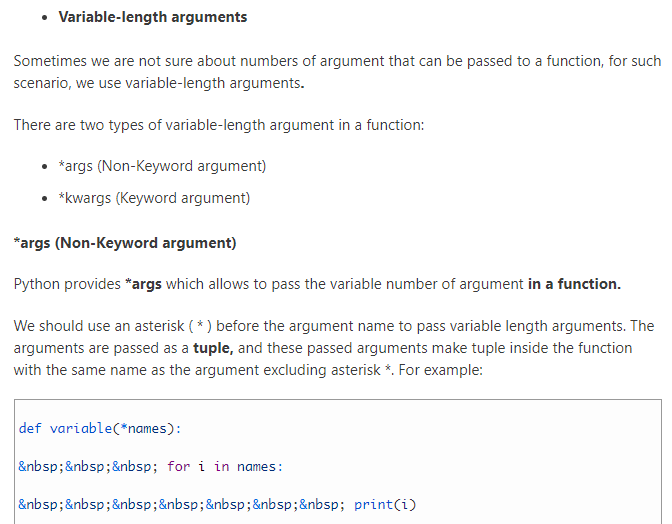 • Variable-length arguments
Sometimes we are not sure about numbers of argument that can be passed to a function, for such
scenario, we use variable-length arguments.
There are two types of variable-length argument in a function:
• *args (Non-Keyword argument)
• *kwargs (Keyword argument)
*args (Non-Keyword argument)
Python provides *args which allows to pass the variable number of argument in a function.
We should use an asterisk ( * ) before the argument name to pass variable length arguments. The
arguments are passed as a tuple, and these passed arguments make tuple inside the function
with the same name as the argument excluding asterisk *. For example:
def variable(*names):
&nbsp;&nbsp;&nbsp; for i in names:
&nbsp;&nbsp;&nbsp;&nbsp;&nbsp;&nbsp;&nbsp; print(i)